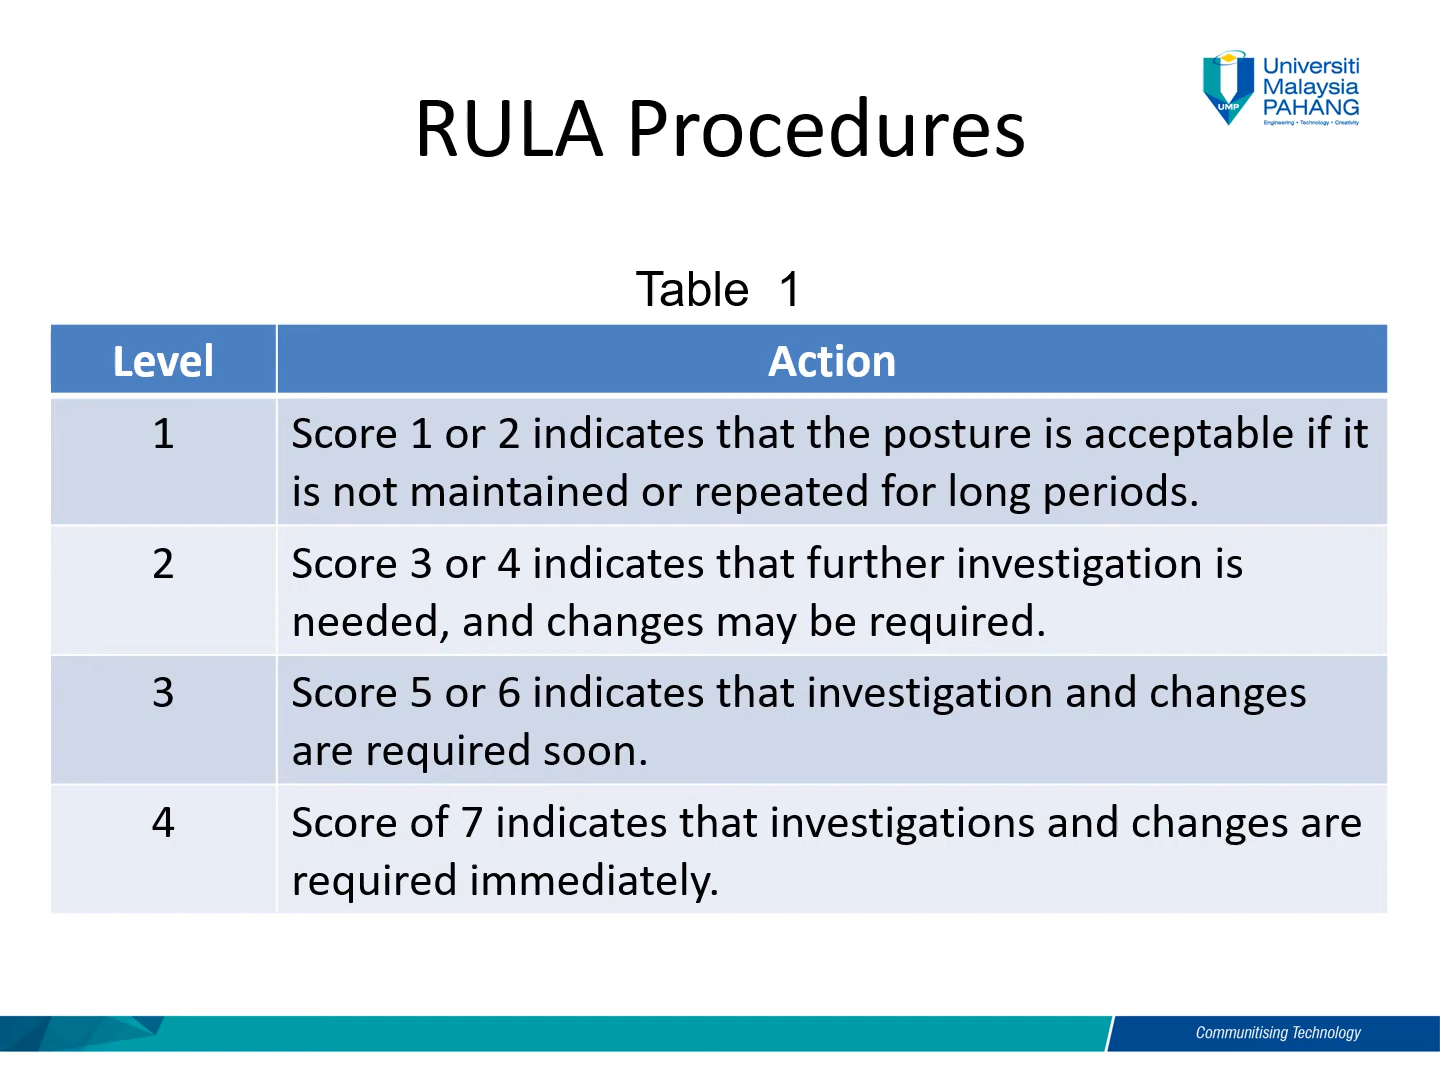 Universiti
Malaysia
PAHANG
Engineering • Technology • Creativity
UMP
RULA Procedures
Table 1
Level Action
1 Score 1 or 2 indicates that the posture is acceptable if it
is not maintained or repeated for long periods.
2 Score 3 or 4 indicates that further investigation is
needed, and changes may be required.
3 Score 5 or 6 indicates that investigation and changes
are required soon.
4 Score of 7 indicates that investigations and changes are
required immediately.
Communitising Technology